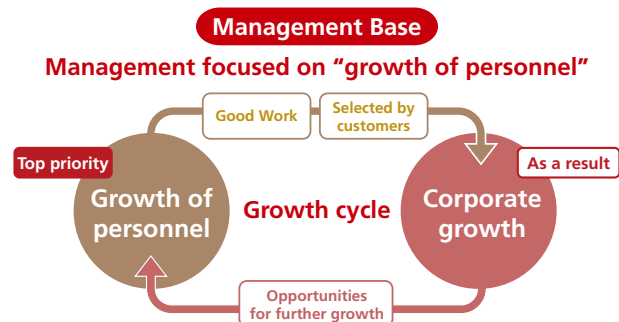 Management Base
Management focused on “growth of personnel”
Good Work
Selected by
customers
Top priority
As a result
Growth of
personnel
Growth cycle
Corporate
growth
Opportunities
for further growth